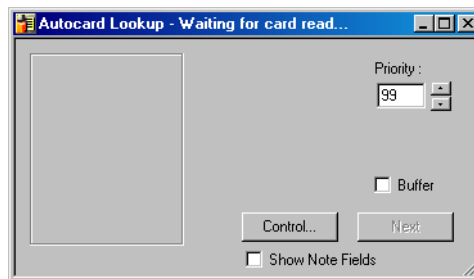 Autocard Lookup - Waiting for card read...
Priority :
99
Buffer
Control...
Next
Show Note Fields